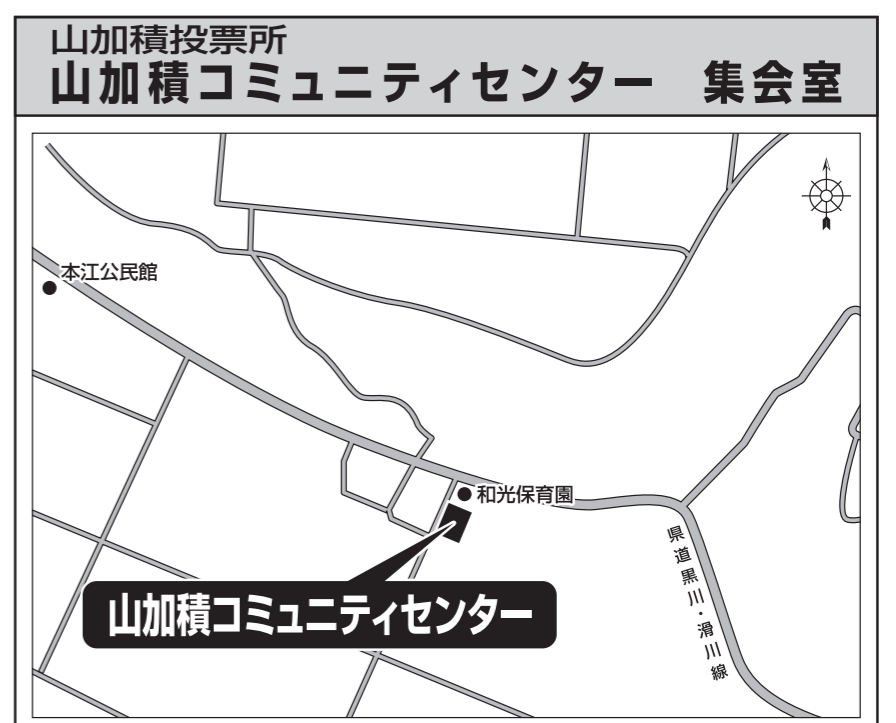 山加積投票所
山加積コミュニティセンター　集会室
本江公民館
和光保育園
県道黒川・滑川線
山加積コミュニティセンター